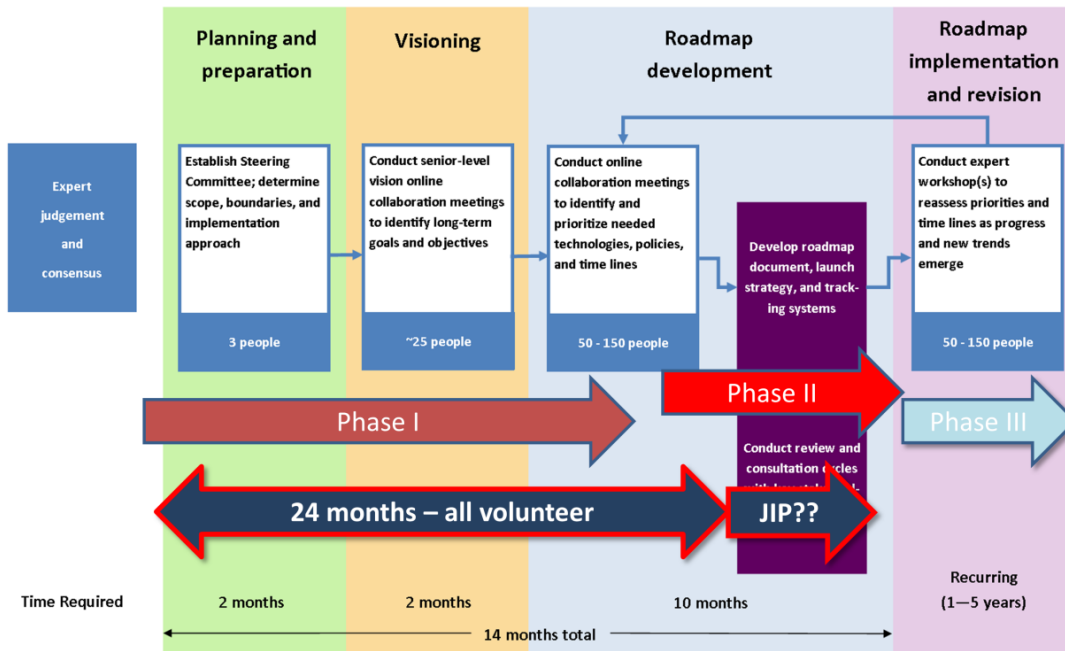 Planning and
preparation
Visioning
Roadmap
development
Roadmap
implementation
and revision
Expert
judgement
and
consensus
Establish Steering
Committee; determine
scope, boundaries, and
implementation
approach
3 people
Conduct senior-level
vision online
collaboration meetings
to identify long-term
goals and objectives
~25 people
Conduct online
collaboration meetings
to identify and
prioritize needed
technologies, policies,
and time lines
50 - 150 people
Develop roadmap
document, launch
strategy, and track-
ing systems
Conduct expert
workshop(s) to
reassess priorities and
time lines as progress
and new trends
emerge
50 - 150 people
Phase I
Phase II
Phase III
Conduct review and
consultation cycles
24 months – all volunteer
JIP??
Time Required
2 months
2 months
10 months
Recurring
(1—5 years)
14 months total